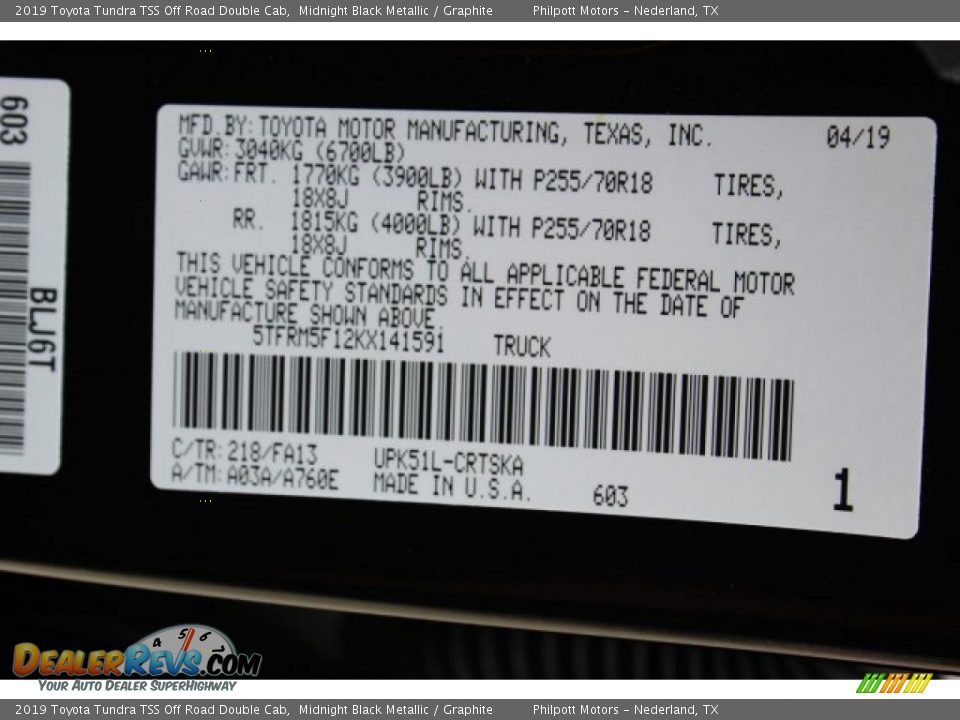 2019 Toyota Tundra TSS Off Road Double Cab, Midnight Black Metallic / Graphite Philpott Motors - Nederland, TX
603
BLJ6T
MFD.BY:TOYOTA MOTOR MANUFACTURING, TEXAS, INC. 04/19
GVWR:3040KG (6700LB)
GAWR:FRT. 1770KG (3900LB) WITH P255/70R18 TIRES,
18X8J RIMS.
RR. 1815KG (4000LB) WITH P255/70R18 TIRES,
18X8J RIMS.
THIS VEHICLE CONFORMS TO ALL APPLICABLE FEDERAL MOTOR
VEHICLE SAFETY STANDARDS IN EFFECT ON THE DATE OF
MANUFACTURE SHOWN ABOVE.
5TFRM5F12KX141591 TRUCK
C/TR:218/FA13 UPK51L-CRTSKA
A/TM:A03A/A760E MADE IN U.S.A. 603 1
4 5 6
DealerRevs.com
Your Auto Dealer SuperHighway
2019 Toyota Tundra TSS Off Road Double Cab, Midnight Black Metallic / Graphite Philpott Motors - Nederland, TX